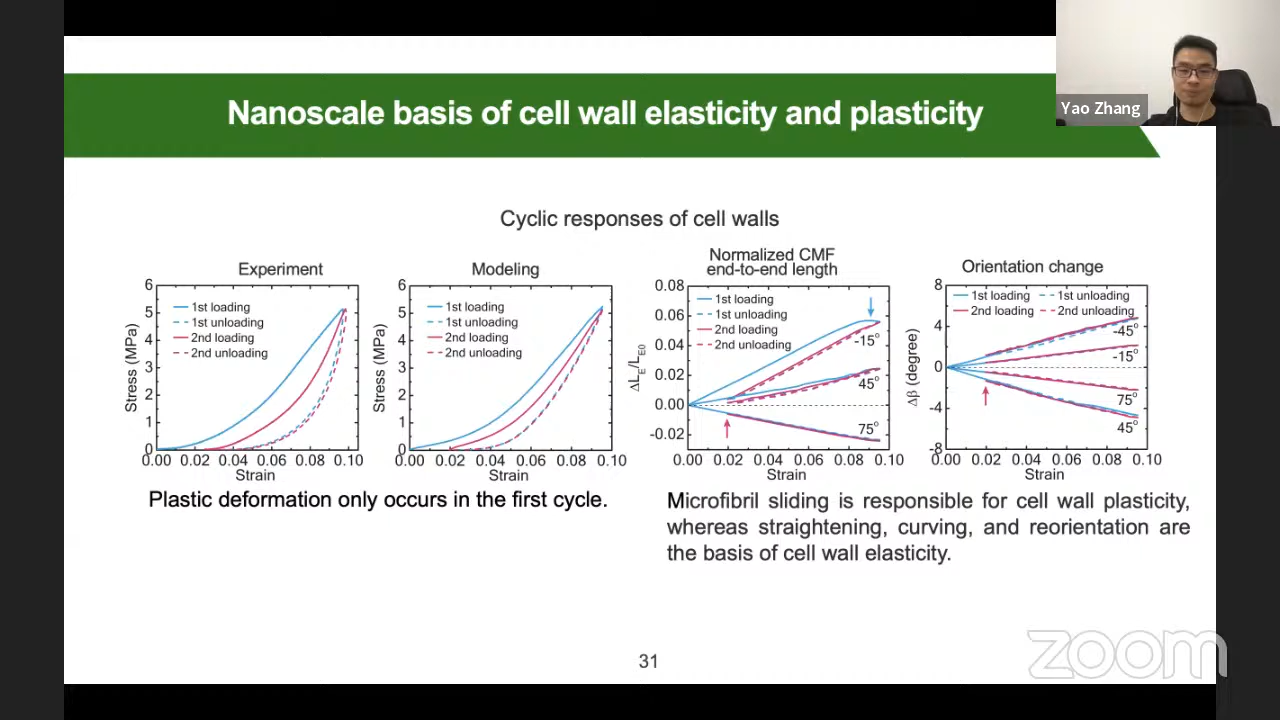 Yao Zhang
Nanoscale basis of cell wall elasticity and plasticity
Cyclic responses of cell walls
Experiment
6
5
4
3
2
1
0
Stress (MPa)
1st loading
1st unloading
2nd loading
2nd unloading
0.00 0.02 0.04 0.06 0.08 0.10
Strain
Modeling
6
5
4
3
2
1
0
Stress (MPa)
1st loading
1st unloading
2nd loading
2nd unloading
0.00 0.02 0.04 0.06 0.08 0.10
Strain
Plastic deformation only occurs in the first cycle.
Normalized CMF
end-to-end length
0.08
0.06
0.04
0.02
0.00
-0.02
ΔL_E/L_E0
1st loading
1st unloading
2nd loading
2nd unloading
-15°
45°
75°
0.00 0.02 0.04 0.06 0.08 0.10
Strain
Orientation change
8
4
0
-4
-8
Δβ (degree)
1st loading 1st unloading
2nd loading 2nd unloading
-45°
-15°
75°
45°
0.00 0.02 0.04 0.06 0.08 0.10
Strain
Microfibril sliding is responsible for cell wall plasticity,
whereas straightening, curving, and reorientation are
the basis of cell wall elasticity.
31
zoom